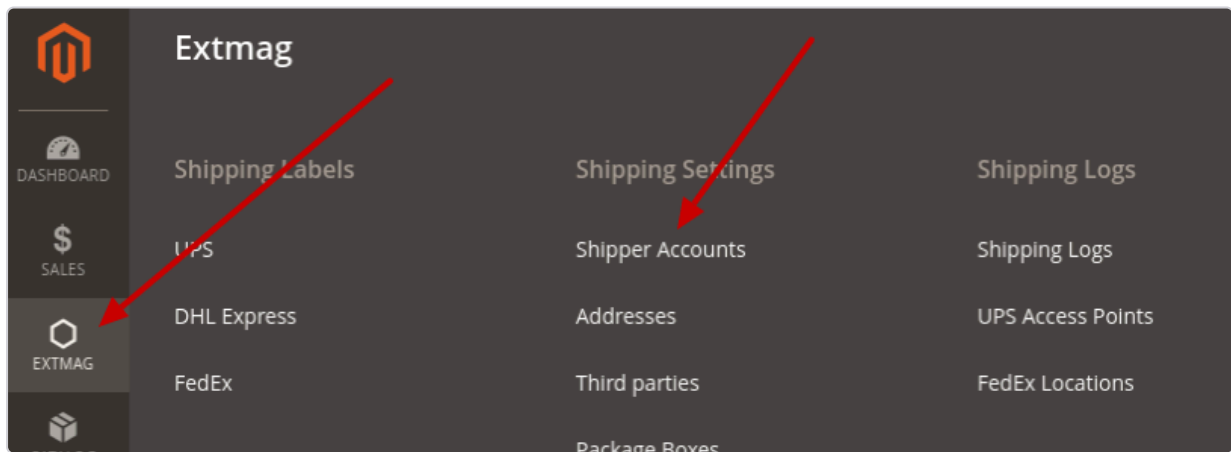 Extmag
DASHBOARD
SALES
EXTMAG
Shipping Labels
UPS
DHL Express
FedEx
Shipping Settings
Shipper Accounts
Addresses
Third parties
Package Boxes
Shipping Logs
Shipping Logs
UPS Access Points
FedEx Locations